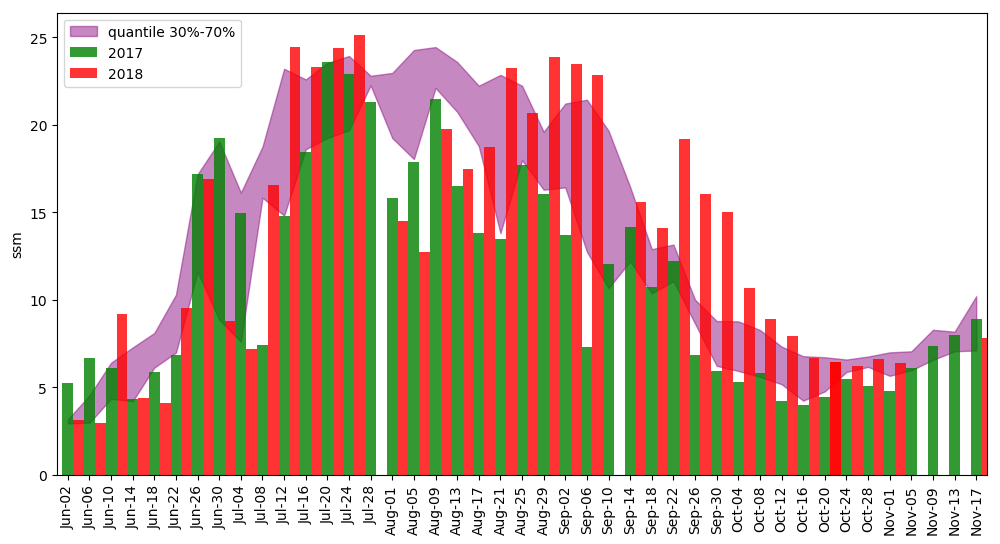 quantile 30%-70%
2017
2018
ssm
25
20
15
10
5
0
Jun-02
Jun-06
Jun-10
Jun-14
Jun-18
Jun-22
Jun-26
Jun-30
Jul-04
Jul-08
Jul-12
Jul-16
Jul-20
Jul-24
Jul-28
Aug-01
Aug-05
Aug-09
Aug-13
Aug-17
Aug-21
Aug-25
Aug-29
Sep-02
Sep-06
Sep-10
Sep-14
Sep-18
Sep-22
Sep-26
Sep-30
Oct-04
Oct-08
Oct-12
Oct-16
Oct-20
Oct-24
Oct-28
Nov-01
Nov-05
Nov-09
Nov-13
Nov-17